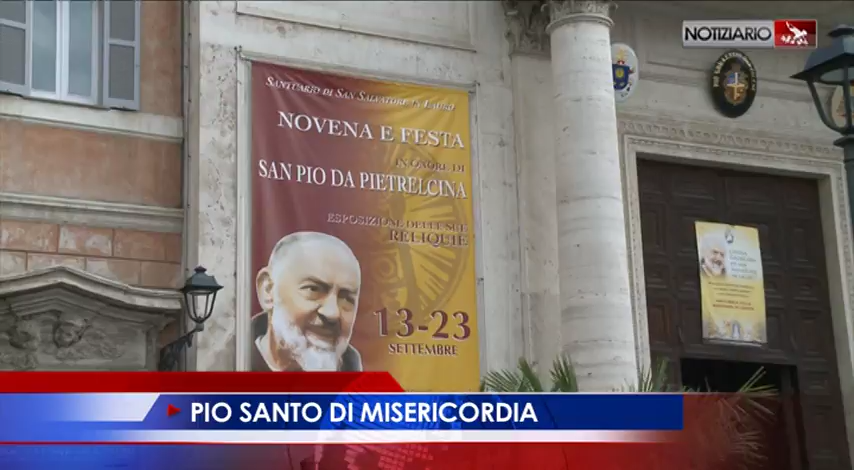 NOTIZIARIO
SANTUARIO DI SAN SALVATORE IN LAURO
NOVENA E FESTA
IN ONORE DI
SAN PIO DA PIETRELCINA
ESPOSIZIONE DELLE SUE
RELIQUIE
13-23
SETTEMBRE
PIO SANTO DI MISERICORDIA